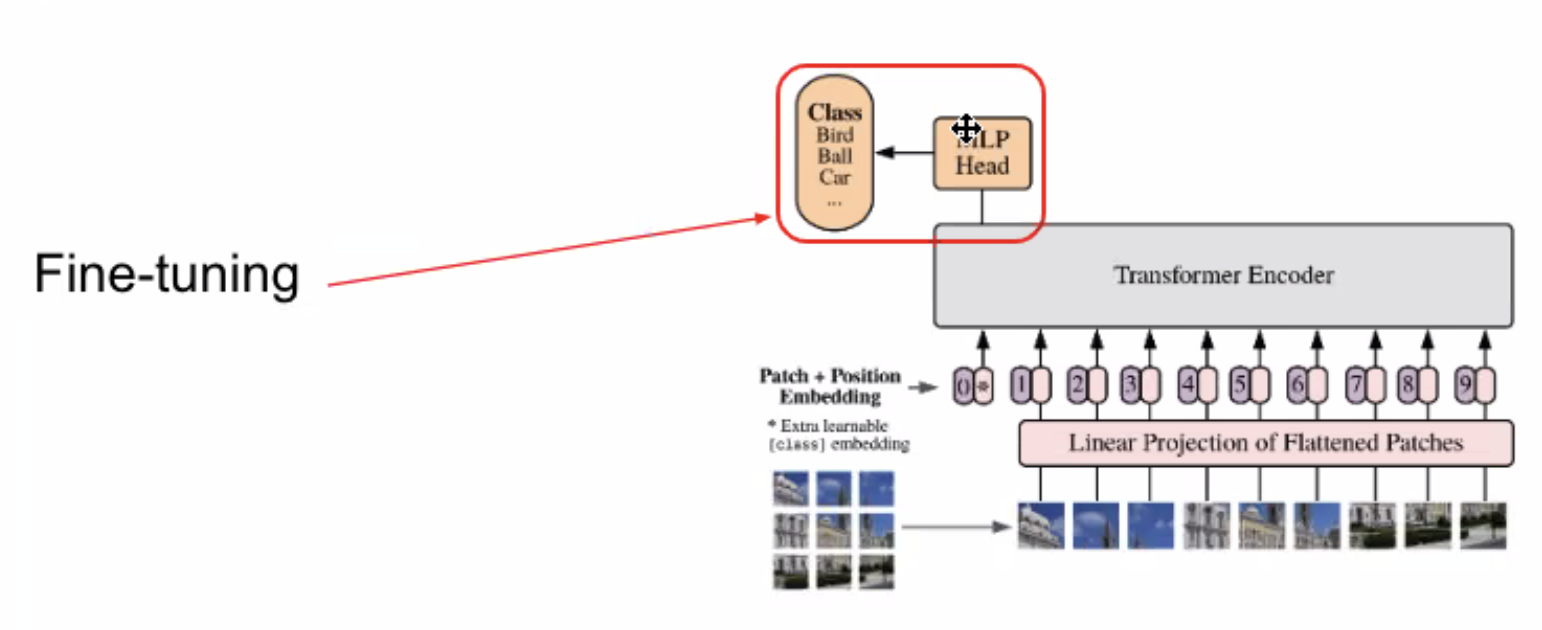 Class
Bird
Ball
Car
...
MLP
Head
Fine-tuning
Transformer Encoder
Patch + Position
Embedding
0 * 1 2 3 4 5 6 7 8 9
* Extra learnable
[class] embedding
Linear Projection of Flattened Patches